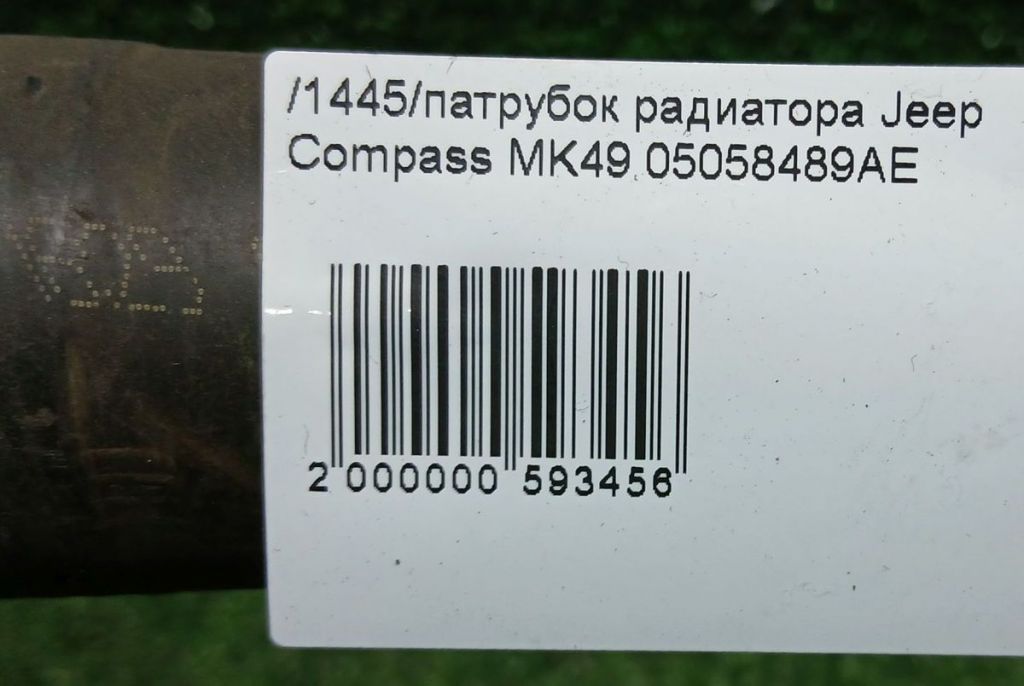 /1445/патрубок радиатора Jeep
Compass MK49 05058489AE
2 000000 593456